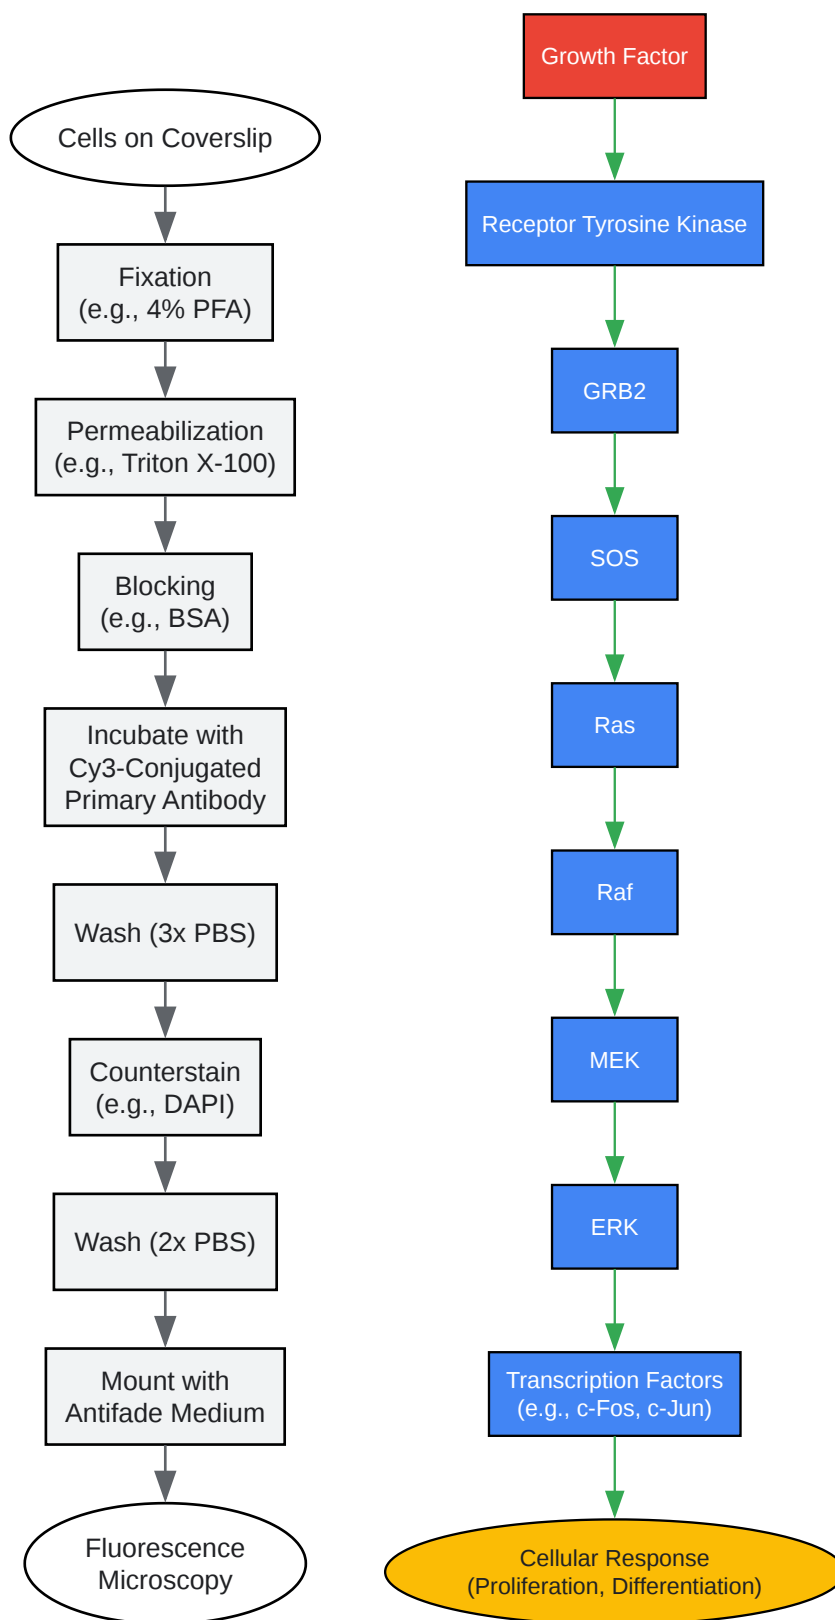 Cells on Coverslip
Fixation
(e.g., 4% PFA)
Permeabilization
(e.g., Triton X-100)
Blocking
(e.g., BSA)
Incubate with
Cy3-Conjugated
Primary Antibody
Wash (3x PBS)
Counterstain
(e.g., DAPI)
Wash (2x PBS)
Mount with
Antifade Medium
Fluorescence
Microscopy
Growth Factor
Receptor Tyrosine Kinase
GRB2
SOS
Ras
Raf
MEK
ERK
Transcription Factors
(e.g., c-Fos, c-Jun)
Cellular Response
(Proliferation, Differentiation)